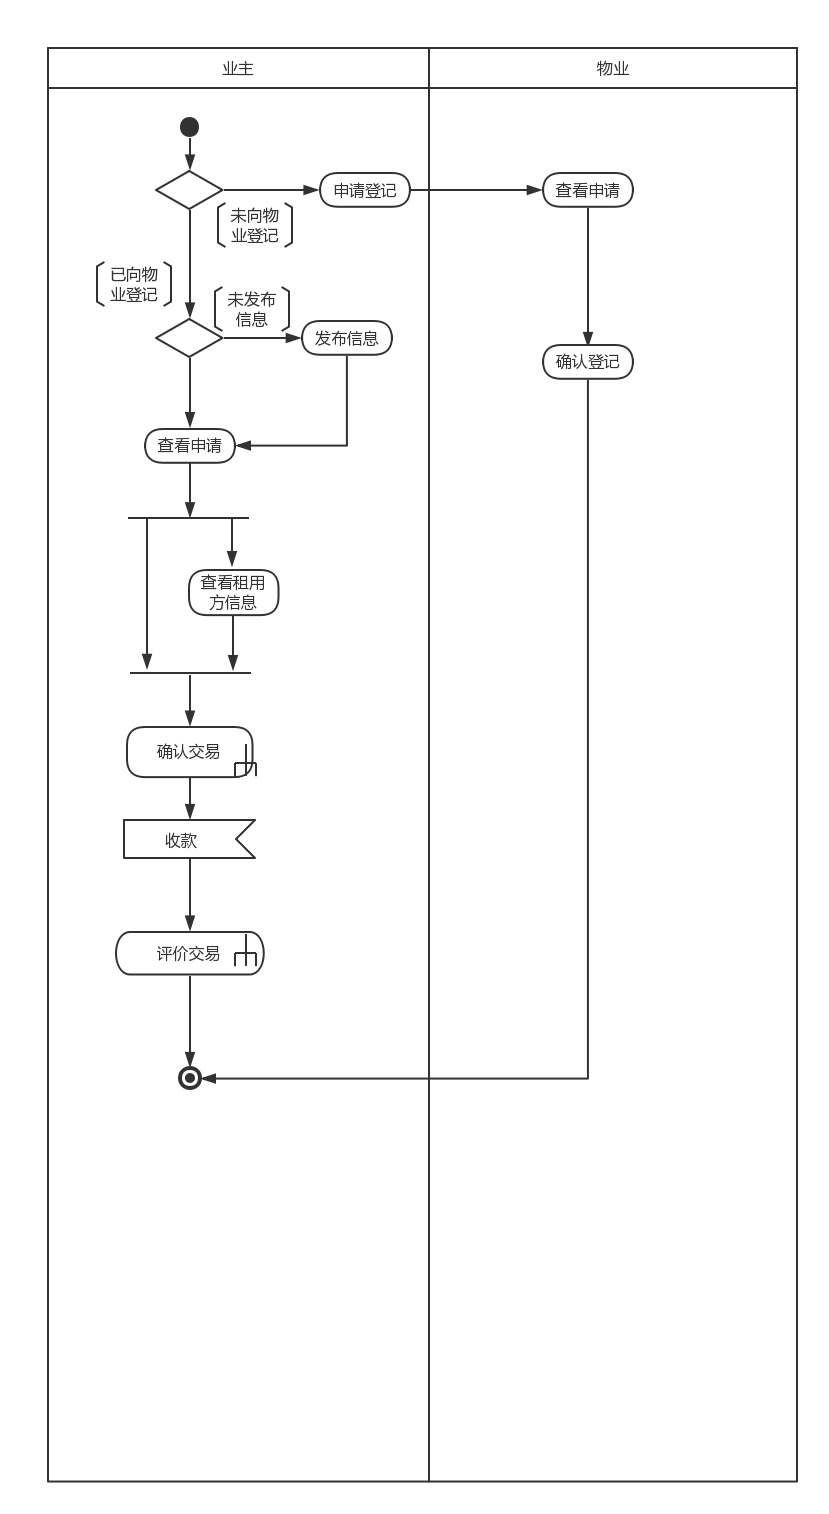 业主
物业
申请登记
查看申请
未向物
业登记
已向物
业登记
未发布
信息
发布信息
确认登记
查看申请
查看租用
方信息
确认交易
收款
评价交易